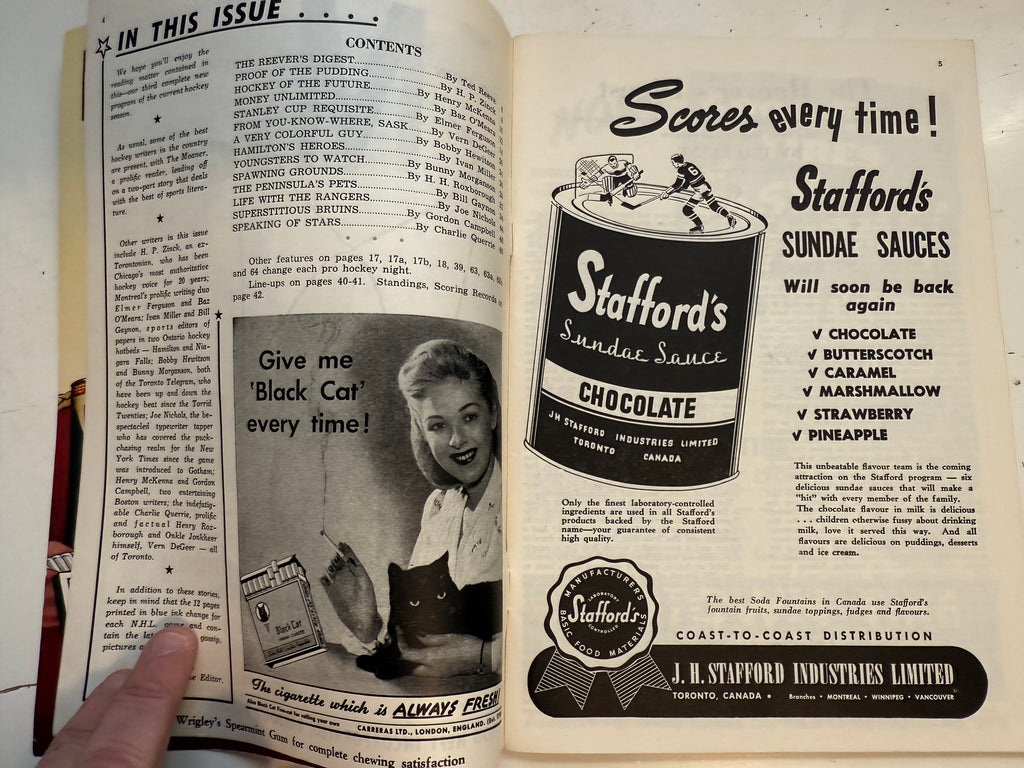 4
IN THIS ISSUE . . . .
We hope you'll enjoy the
reading matter contained in
this—our third complete new
program of the current hockey
season.
As usual, some of the best
hockey writers in the country
are present, with The Moaner,
a prolific reader, leading off
on a two-part story that deals
with the best of sports litera-
ture.
Other writers in this issue
include H. P. Zinck, an ex-
Torontonian, who has been
Chicago's most authoritative
hockey voice for 20 years;
Montreal's prolific writing duo
Elmer Ferguson and Baz
O'Meara; Ivan Miller and Bill
Gaynon, sports editors of
papers in two Ontario hockey
hotbeds — Hamilton and Nia-
gara Falls; Bobby Hewitson
and Bunny Morganson, both
of the Toronto Telegram, who
have been up and down the
hockey beat since the Torrid
Twenties; Joe Nichols, the be-
spectacled typewriter tapper
who has covered the puck-
chasing realm for the New
York Times since the game
was introduced to Gotham;
Henry McKenna and Gordon
Campbell, two entertaining
Boston writers; the indefatig-
able Charlie Querrie, prolific
and factual Henry Rox-
borough and Onkle Jonkheer
himself, Vern DeGeer — all
of Toronto.
In addition to these stories,
keep in mind that the 12 pages
printed in blue ink change for
each N.H.L. game and con-
tain the gossip,
pictures
Editor.
CONTENTS
THE REEVER'S DIGEST By Ted Reeve
PROOF OF THE PUDDING By H. P. Zinck
HOCKEY OF THE FUTURE By Henry McKenna
MONEY UNLIMITED By Baz O'Meara
STANLEY CUP REQUISITE By Elmer Ferguson
FROM YOU-KNOW-WHERE, SASK. By Vern DeGeer
A VERY COLORFUL GUY By Bobby Hewitson
HAMILTON'S HEROES By Ivan Miller
YOUNGSTERS TO WATCH By Bunny Morganson
SPAWNING GROUNDS By H. H. Roxborough
THE PENINSULA'S PETS By Bill Gaynon
LIFE WITH THE RANGERS By Joe Nichols
SUPERSTITIOUS BRUINS By Gordon Campbell
SPEAKING OF STARS By Charlie Querrie
Other features on pages 17, 17a, 17b, 18, 39, 63, 63a,
and 64 change each pro hockey night.
Line-ups on pages 40-41. Standings, Scoring Records on
page 42.
Give me
'Black Cat'
every time!
Black Cat
The cigarette which is ALWAYS FRESH!
CARRERAS LTD., LONDON, ENGLAND.
Wrigley's Spearmint Gum for complete chewing satisfaction
5
Scores every time!
6
Stafford's
Sundae Sauce
CHOCOLATE
JH STAFFORD INDUSTRIES LIMITED
TORONTO CANADA
Stafford's
SUNDAE SAUCES
Will soon be back
again
✓ CHOCOLATE
✓ BUTTERSCOTCH
✓ CARAMEL
✓ MARSHMALLOW
✓ STRAWBERRY
✓ PINEAPPLE
Only the finest laboratory-controlled
ingredients are used in all Stafford's
products backed by the Stafford
name—your guarantee of consistent
high quality.
This unbeatable flavour team is the coming
attraction on the Stafford program — six
delicious sundae sauces that will make a
"hit" with every member of the family.
The chocolate flavour in milk is delicious
. . . children otherwise fussy about drinking
milk, love it served this way. And all
flavours are delicious on puddings, desserts
and ice cream.
MANUFACTURERS
LABORATORY
Stafford's
CONTROLLED
BASIC FOOD MATERIALS
The best Soda Fountains in Canada use Stafford's
fountain fruits, sundae toppings, fudges and flavours.
COAST-TO-COAST DISTRIBUTION
J. H. STAFFORD INDUSTRIES LIMITED
TORONTO, CANADA • Branches • MONTREAL • WINNIPEG • VANCOUVER